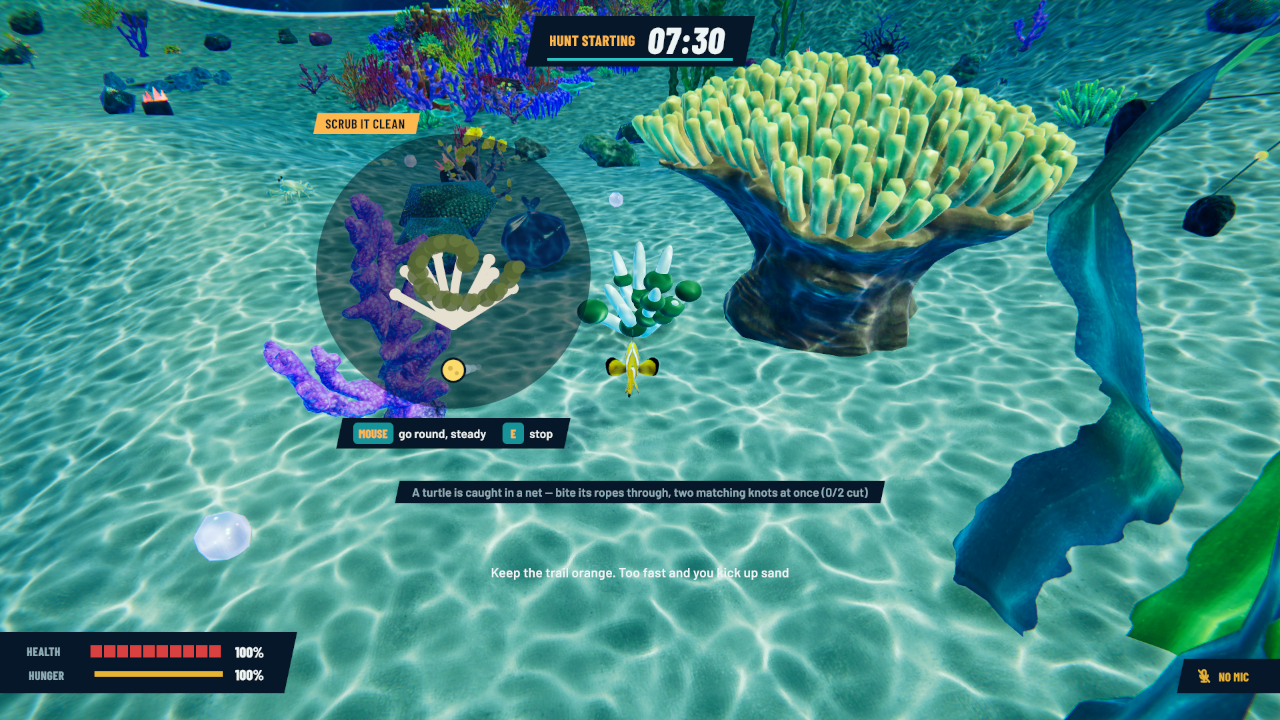 HUNT STARTING 07:30
SCRUB IT CLEAN
MOUSE go round, steady E stop
A turtle is caught in a net – bite its ropes through, two matching knots at once (0/2 cut)
Keep the trail orange. Too fast and you kick up sand
HEALTH 100%
HUNGER 100%
NO MIC